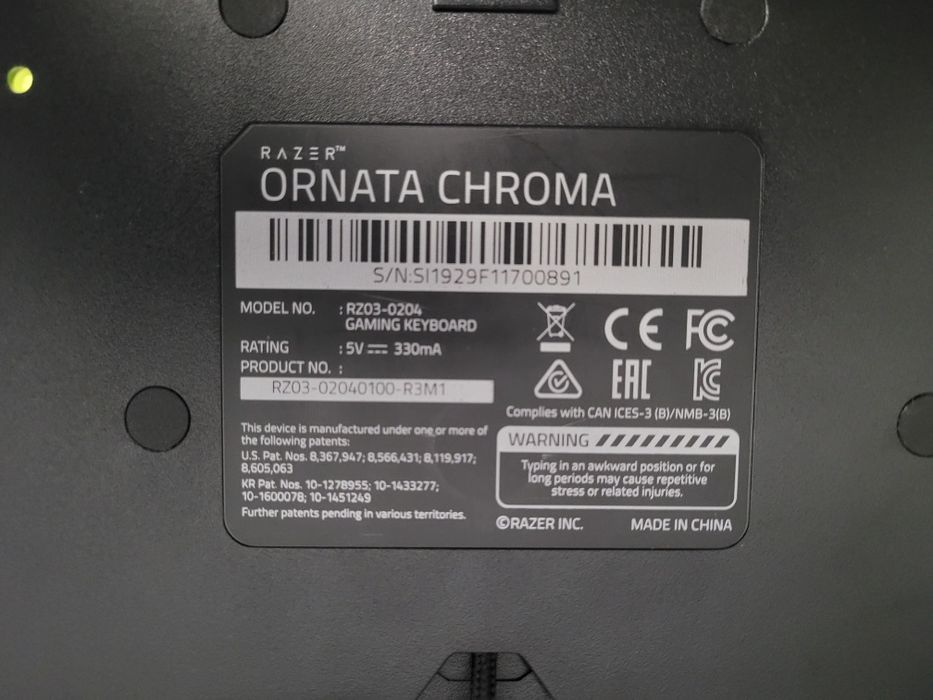 RAZER™
ORNATA CHROMA
S/N:SI1929F11700891
MODEL NO. : RZ03-0204
GAMING KEYBOARD
RATING : 5V 330mA
PRODUCT NO. :
RZ03-02040100-R3M1
This device is manufactured under one or more of
the following patents:
U.S. Pat. Nos. 8,367,947; 8,566,431; 8,119,917;
8,605,063
KR Pat. Nos. 10-1278955; 10-1433277;
10-1600078; 10-1451249
Further patents pending in various territories.
CE FC
EAC KC
Complies with CAN ICES-3 (B)/NMB-3(B)
WARNING
Typing in an awkward position or for
long periods may cause repetitive
stress or related injuries.
©RAZER INC. MADE IN CHINA